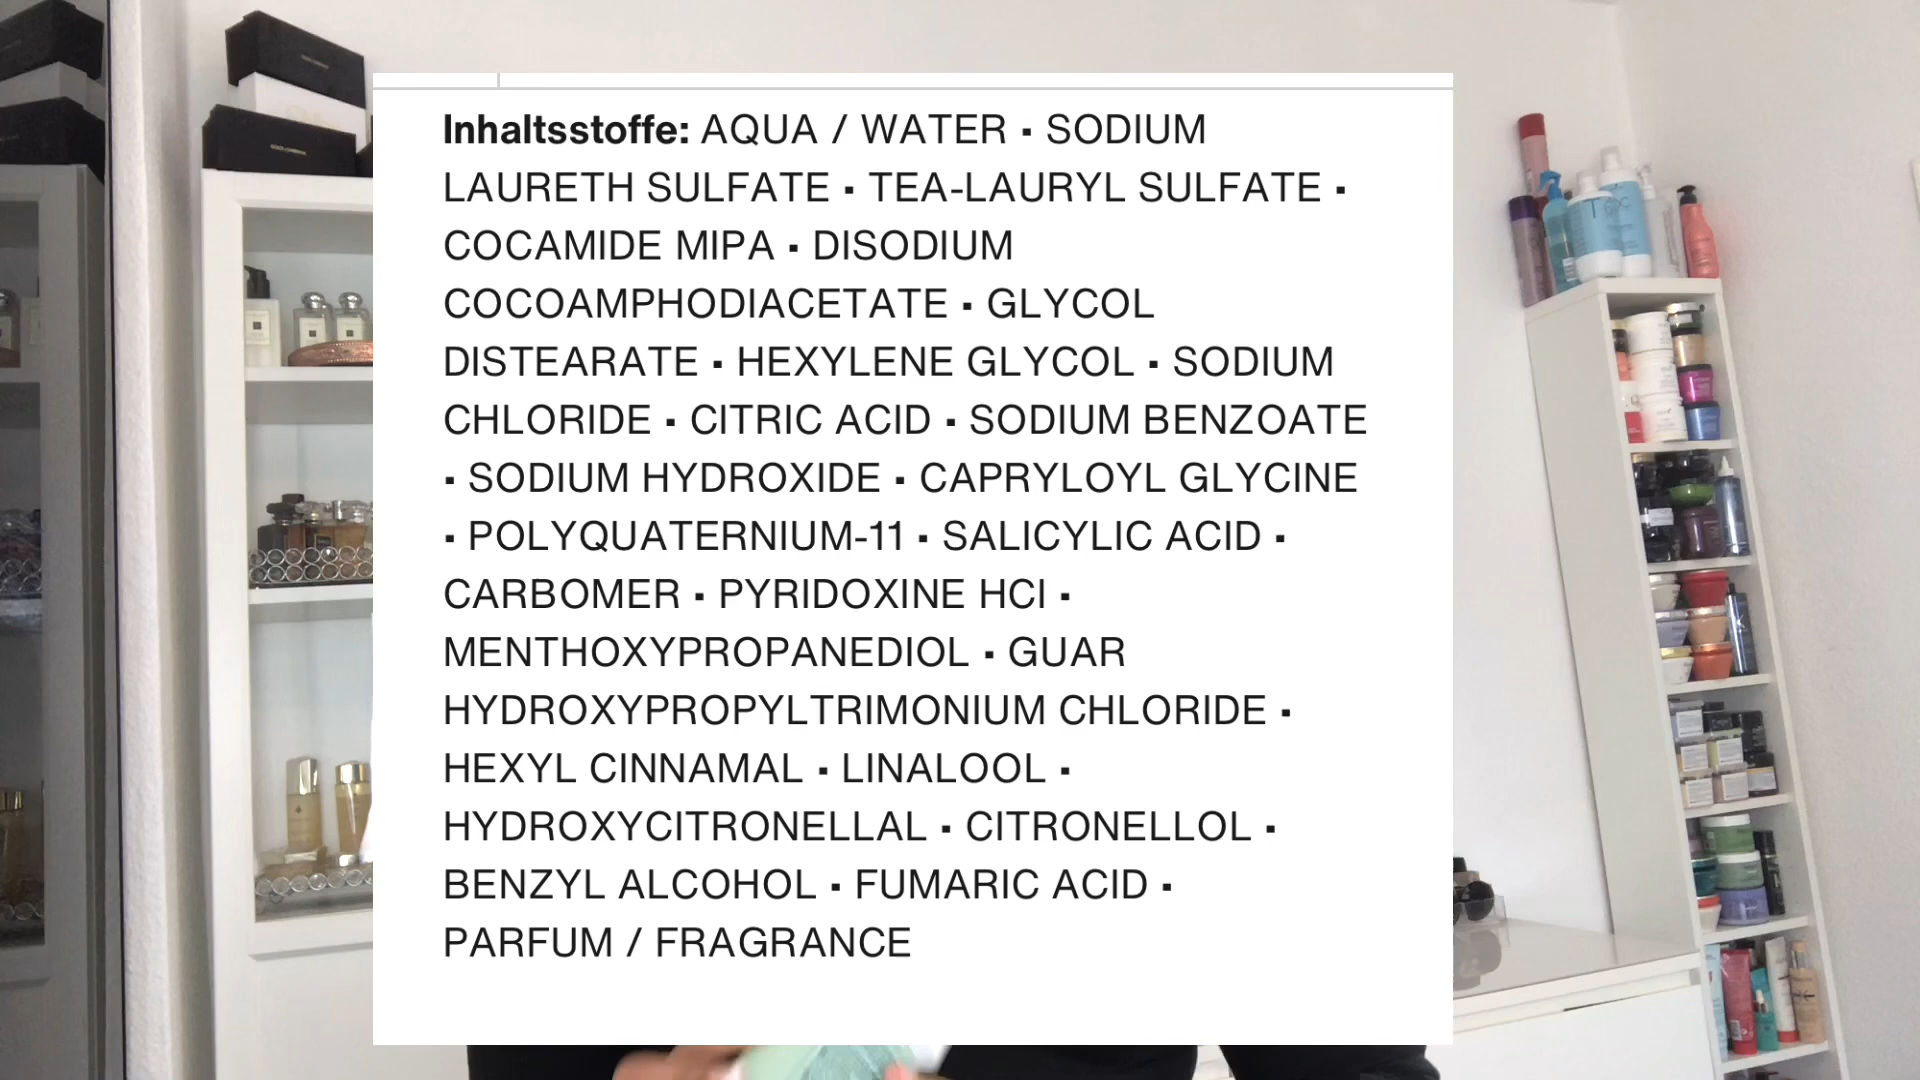 Inhaltsstoffe: AQUA / WATER ▪ SODIUM
LAURETH SULFATE ▪ TEA-LAURYL SULFATE ▪
COCAMIDE MIPA ▪ DISODIUM
COCOAMPHODIACETATE ▪ GLYCOL
DISTEARATE ▪ HEXYLENE GLYCOL ▪ SODIUM
CHLORIDE ▪ CITRIC ACID ▪ SODIUM BENZOATE
▪ SODIUM HYDROXIDE ▪ CAPRYLOYL GLYCINE
▪ POLYQUATERNIUM-11 ▪ SALICYLIC ACID ▪
CARBOMER ▪ PYRIDOXINE HCl ▪
MENTHOXYPROPANEDIOL ▪ GUAR
HYDROXYPROPYLTRIMONIUM CHLORIDE ▪
HEXYL CINNAMAL ▪ LINALOOL ▪
HYDROXYCITRONELLAL ▪ CITRONELLOL ▪
BENZYL ALCOHOL ▪ FUMARIC ACID ▪
PARFUM / FRAGRANCE